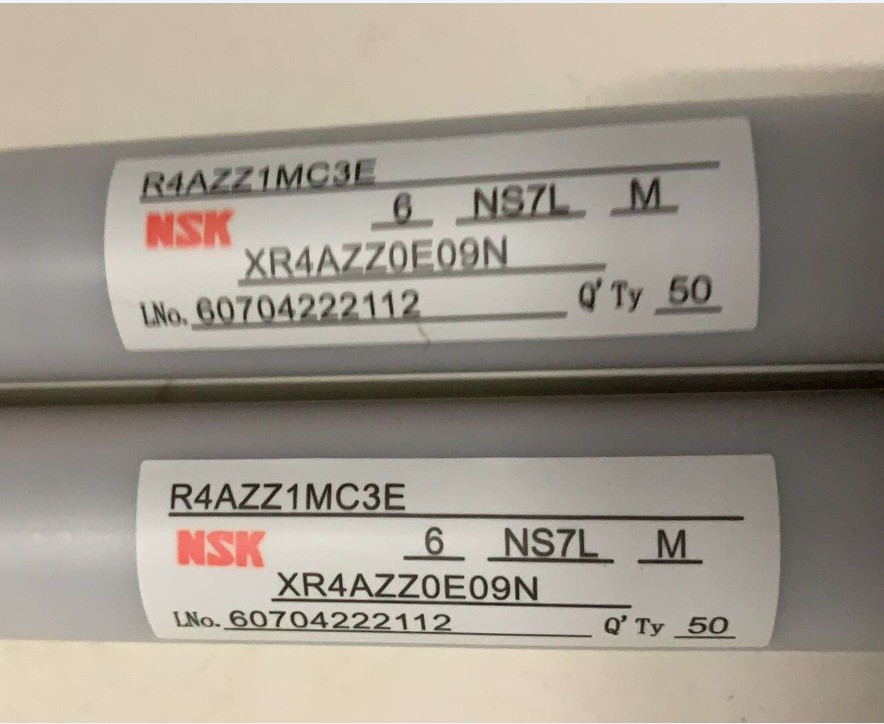 R4AZZ1MC3E
NSK 6 NS7L M
XR4AZZ0E09N
LNo. 60704222112 Q'Ty 50
R4AZZ1MC3E
NSK 6 NS7L M
XR4AZZ0E09N
LNo. 60704222112 Q'Ty 50